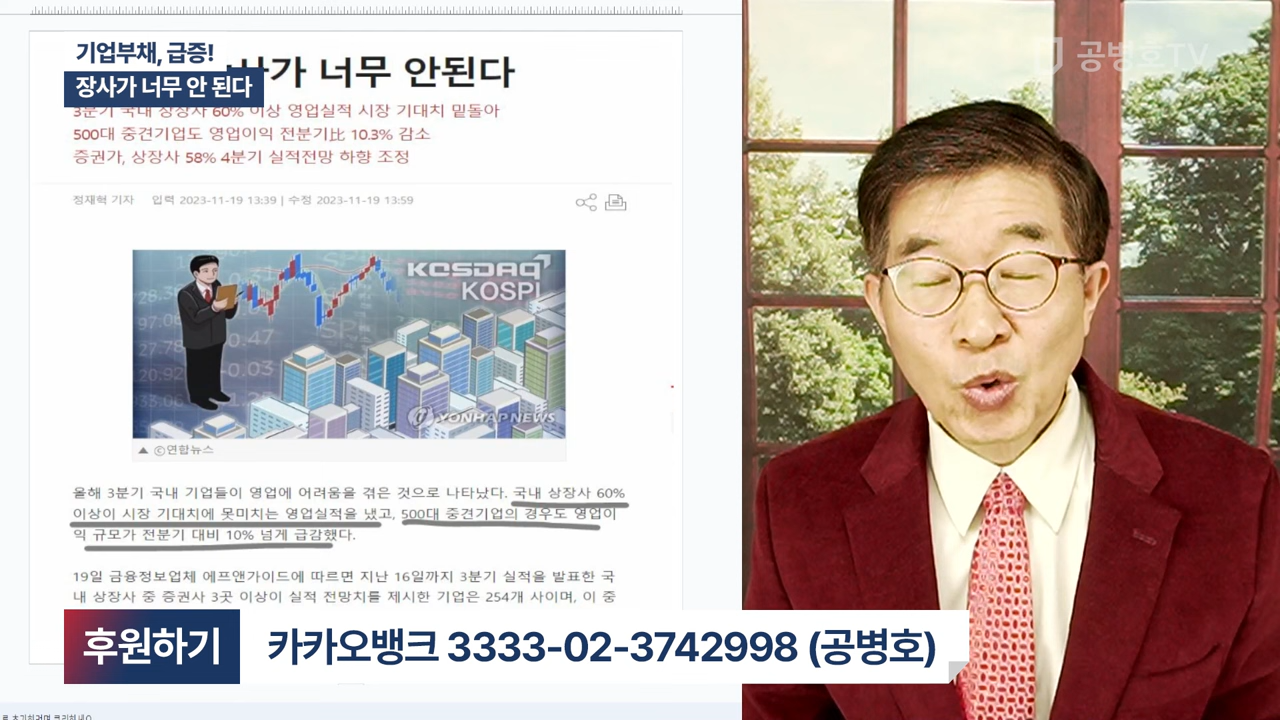 기업부채, 급증!
장사가 너무 안 된다
사가 너무 안된다
3분기 국내 상장사 60% 이상 영업실적 시장 기대치 밑돌아
500대 중견기업도 영업이익 전분기比 10.3% 감소
증권가, 상장사 58% 4분기 실적전망 하향 조정
정재혁 기자 입력 2023-11-19 13:39 | 수정 2023-11-19 13:59
KOSDAQ
KOSPI
YONHAP NEWS
▲ ⓒ연합뉴스
올해 3분기 국내 기업들이 영업에 어려움을 겪은 것으로 나타났다. 국내 상장사 60%
이상이 시장 기대치에 못미치는 영업실적을 냈고, 500대 중견기업의 경우도 영업이
익 규모가 전분기 대비 10% 넘게 급감했다.
19일 금융정보업체 에프앤가이드에 따르면 지난 16일까지 3분기 실적을 발표한 국
내 상장사 중 증권사 3곳 이상이 실적 전망치를 제시한 기업은 254개 사이며, 이 중
후원하기
카카오뱅크 3333-02-3742998 (공병호)
공병호TV